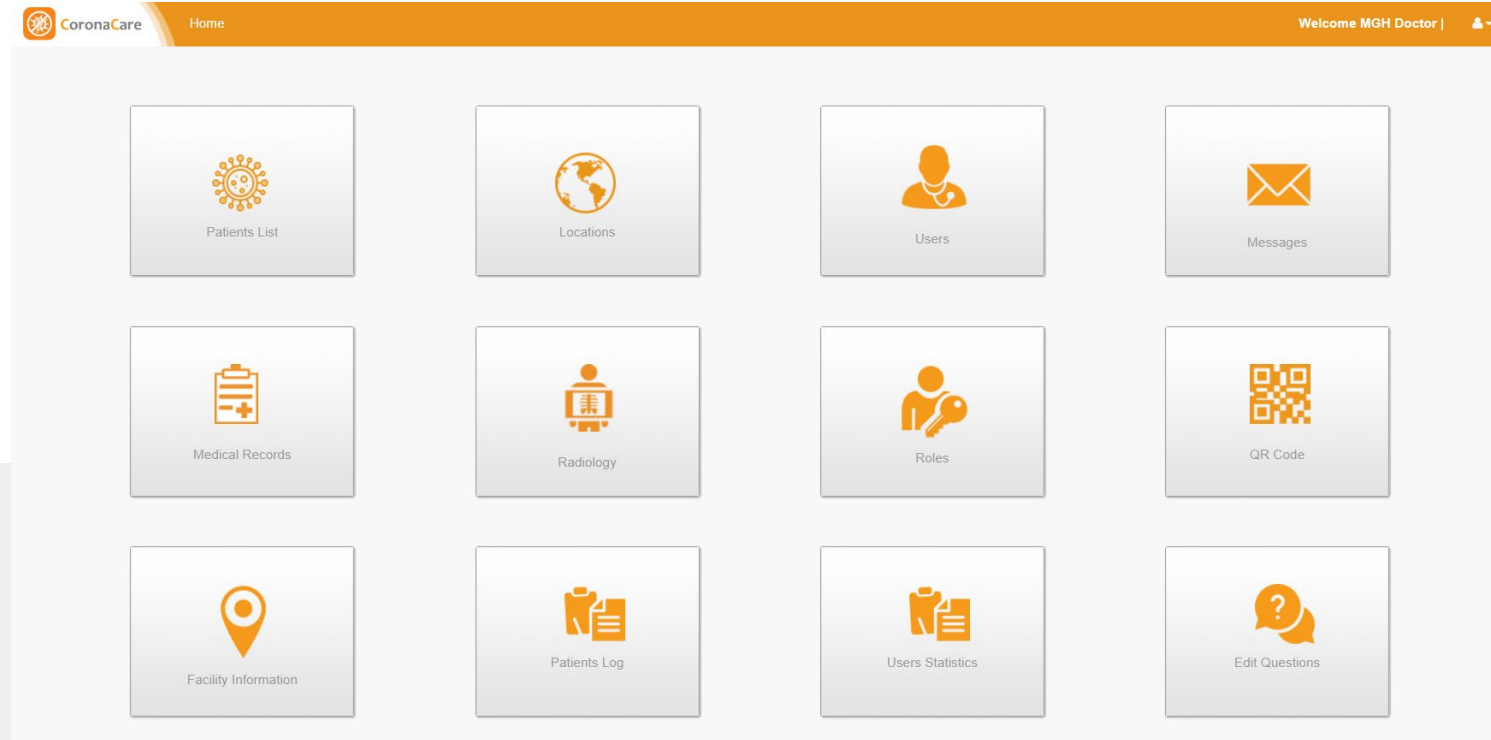 CoronaCare Home Welcome MGH Doctor |
Patients List Locations Users Messages
Medical Records Radiology Roles QR Code
Facility Information Patients Log Users Statistics Edit Questions
?